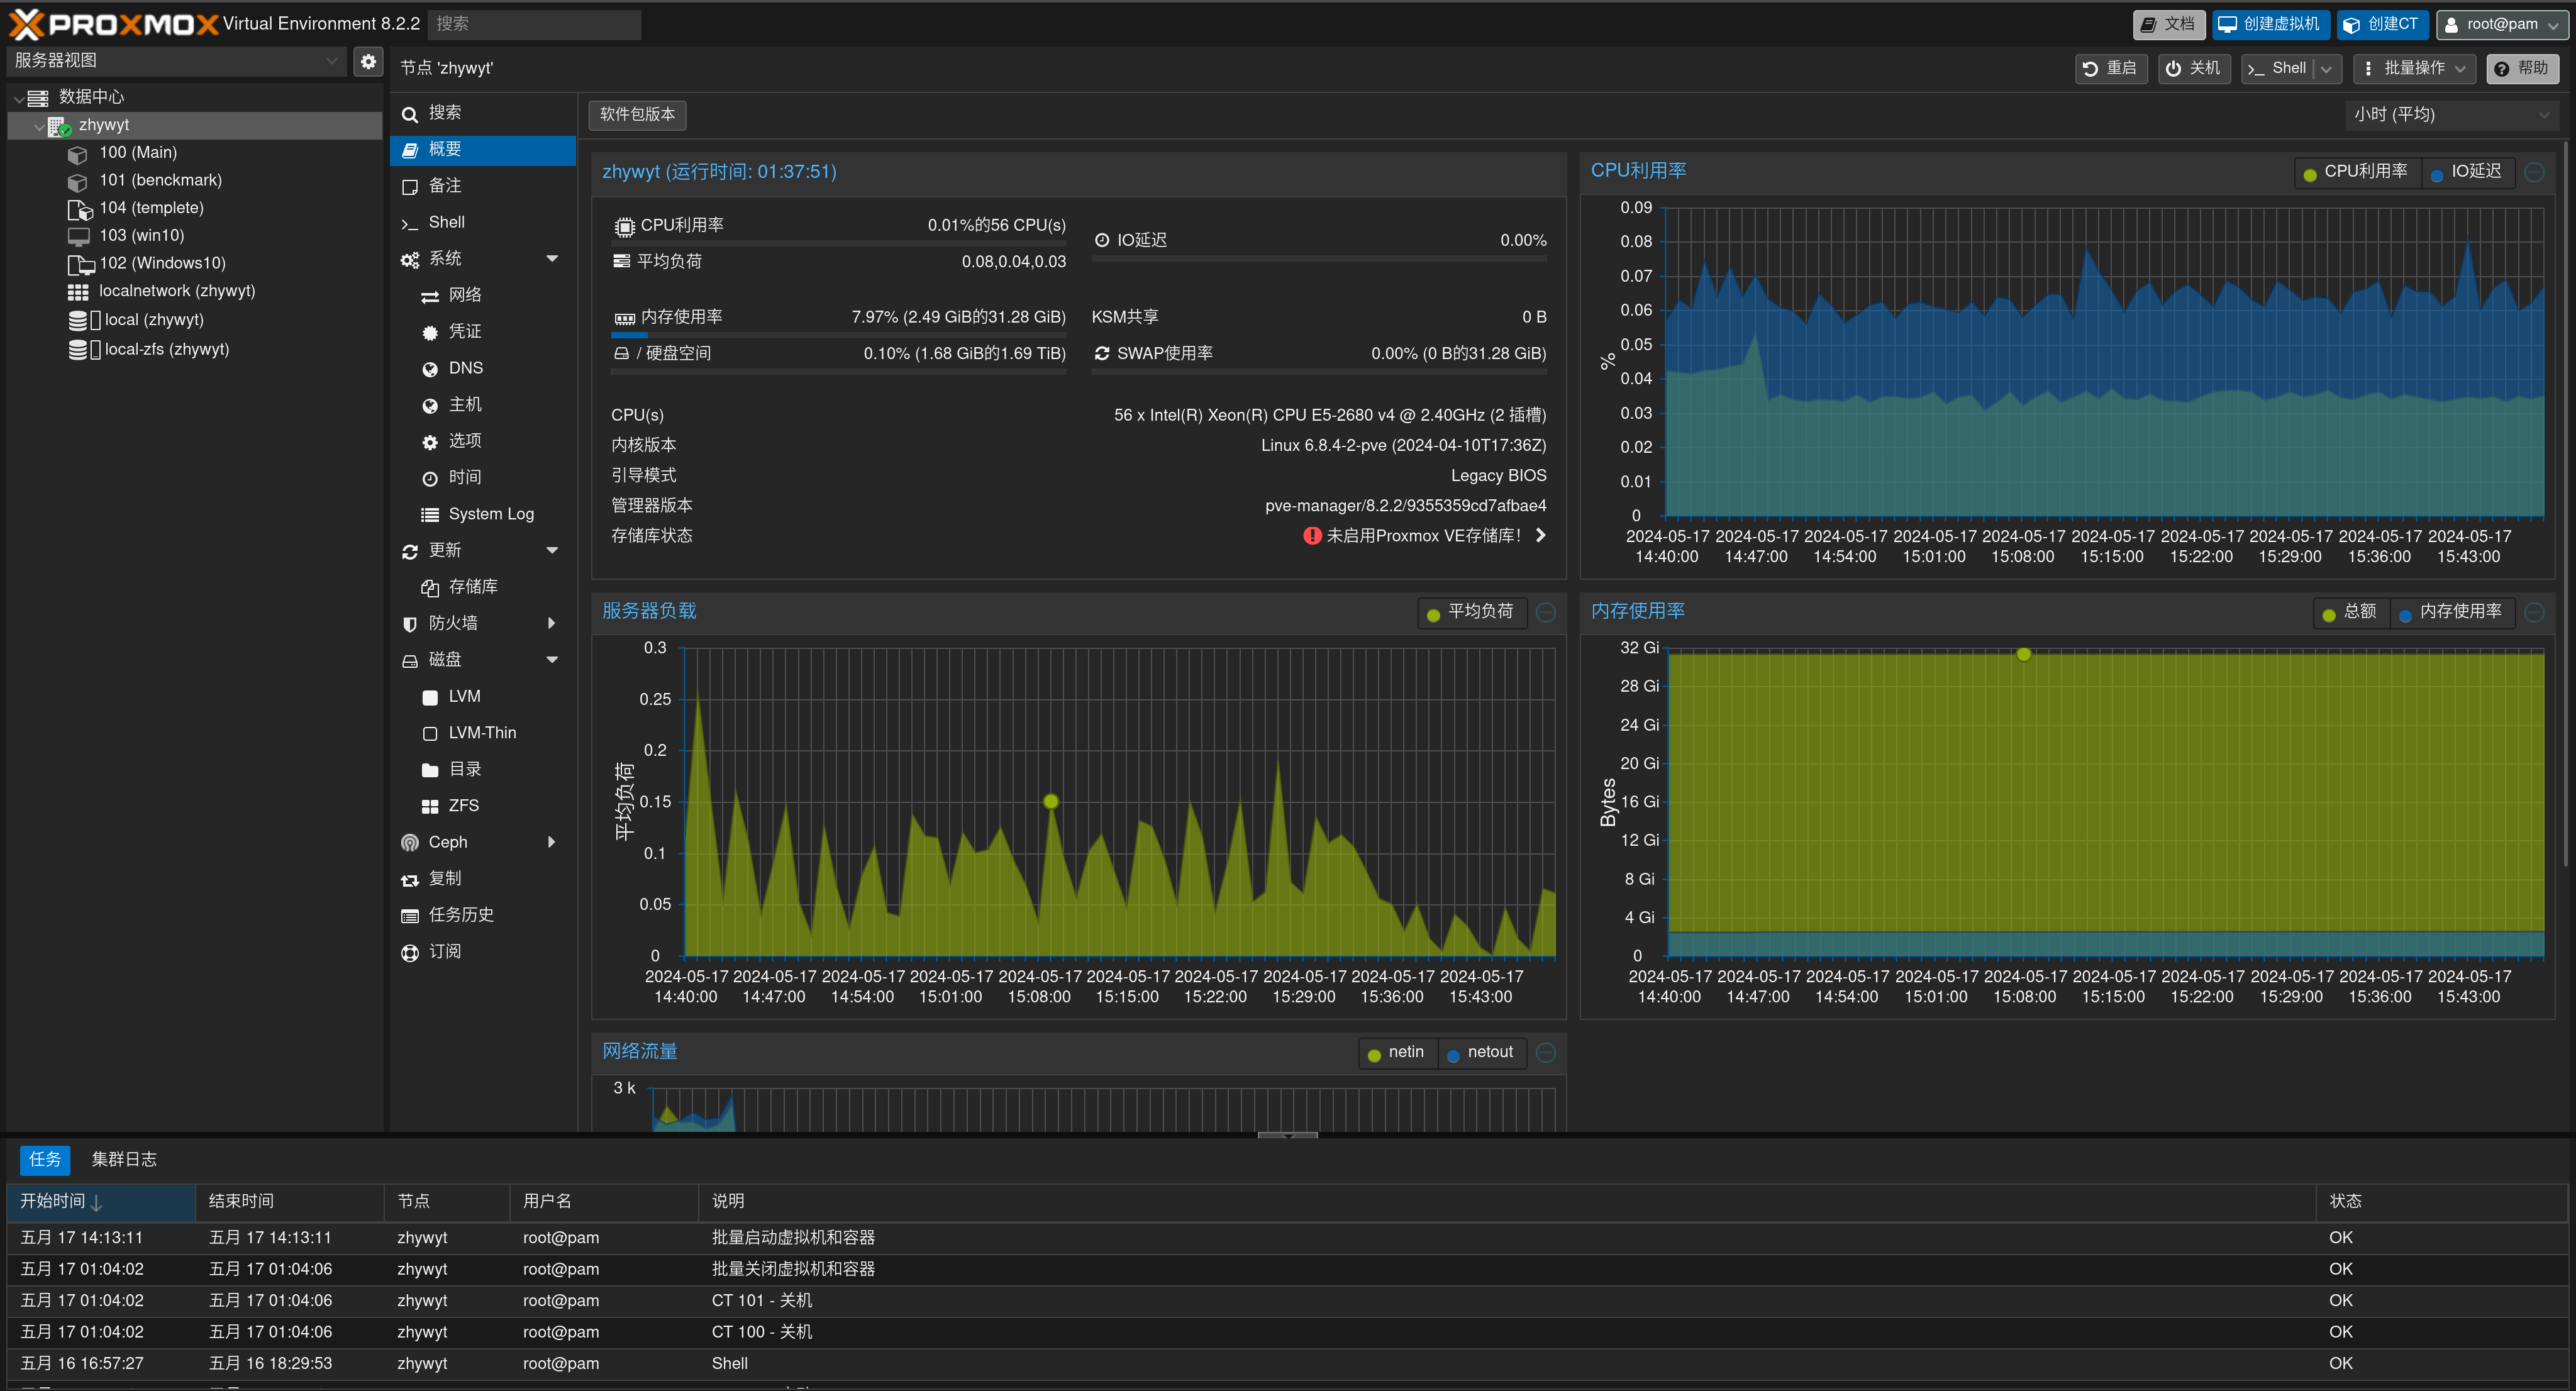 PROXMOX Virtual Environment 8.2.2 搜索 文档 创建虚拟机 创建CT root@pam
服务器视图
节点 'zhywyt' 重启 关机 Shell 批量操作 帮助
数据中心
zhywyt
100 (Main)
101 (benckmark)
104 (templete)
103 (win10)
102 (Windows10)
localnetwork (zhywyt)
local (zhywyt)
local-zfs (zhywyt)
搜索
概要
备注
Shell
系统
网络
凭证
DNS
主机
选项
时间
System Log
更新
存储库
防火墙
磁盘
LVM
LVM-Thin
目录
ZFS
Ceph
复制
任务历史
订阅
软件包版本 小时 (平均)
zhywyt (运行时间: 01:37:51)
CPU利用率 0.01%的56 CPU(s)
IO延迟 0.00%
平均负荷 0.08,0.04,0.03
内存使用率 7.97% (2.49 GiB的31.28 GiB)
KSM共享 0 B
/ 硬盘空间 0.10% (1.68 GiB的1.69 TiB)
SWAP使用率 0.00% (0 B的31.28 GiB)
CPU(s) 56 x Intel(R) Xeon(R) CPU E5-2680 v4 @ 2.40GHz (2 插槽)
内核版本 Linux 6.8.4-2-pve (2024-04-10T17:36Z)
引导模式 Legacy BIOS
管理器版本 pve-manager/8.2.2/9355359cd7afbae4
存储库状态 未启用Proxmox VE存储库!
CPU利用率 CPU利用率 IO延迟
0.09
0.08
0.07
0.06
0.05
0.04
0.03
0.02
0.01
0
%
2024-05-17 2024-05-17 2024-05-17 2024-05-17 2024-05-17 2024-05-17 2024-05-17 2024-05-17 2024-05-17 2024-05-17
14:40:00 14:47:00 14:54:00 15:01:00 15:08:00 15:15:00 15:22:00 15:29:00 15:36:00 15:43:00
服务器负载 平均负荷
0.3
0.25
0.2
0.15
0.1
0.05
0
平均负荷
2024-05-17 2024-05-17 2024-05-17 2024-05-17 2024-05-17 2024-05-17 2024-05-17 2024-05-17 2024-05-17 2024-05-17
14:40:00 14:47:00 14:54:00 15:01:00 15:08:00 15:15:00 15:22:00 15:29:00 15:36:00 15:43:00
内存使用率 总额 内存使用率
32 Gi
28 Gi
24 Gi
20 Gi
16 Gi
12 Gi
8 Gi
4 Gi
0
Bytes
2024-05-17 2024-05-17 2024-05-17 2024-05-17 2024-05-17 2024-05-17 2024-05-17 2024-05-17 2024-05-17 2024-05-17
14:40:00 14:47:00 14:54:00 15:01:00 15:08:00 15:15:00 15:22:00 15:29:00 15:36:00 15:43:00
网络流量 netin netout
3 k
任务 集群日志
开始时间 结束时间 节点 用户名 说明 状态
五月 17 14:13:11 五月 17 14:13:11 zhywyt root@pam 批量启动虚拟机和容器 OK
五月 17 01:04:02 五月 17 01:04:06 zhywyt root@pam 批量关闭虚拟机和容器 OK
五月 17 01:04:02 五月 17 01:04:06 zhywyt root@pam CT 101 - 关机 OK
五月 17 01:04:02 五月 17 01:04:06 zhywyt root@pam CT 100 - 关机 OK
五月 16 16:57:27 五月 16 18:29:53 zhywyt root@pam Shell OK